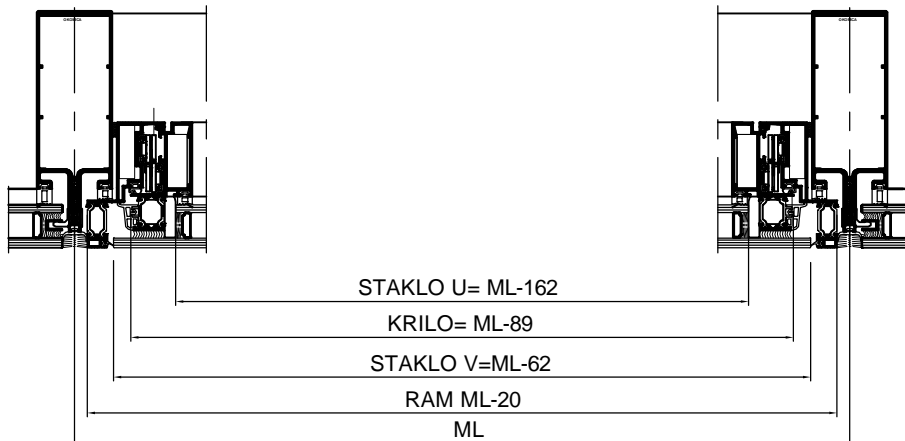 STAKLO U= ML-162
KRILO= ML-89
STAKLO V=ML-62
RAM ML-20
ML